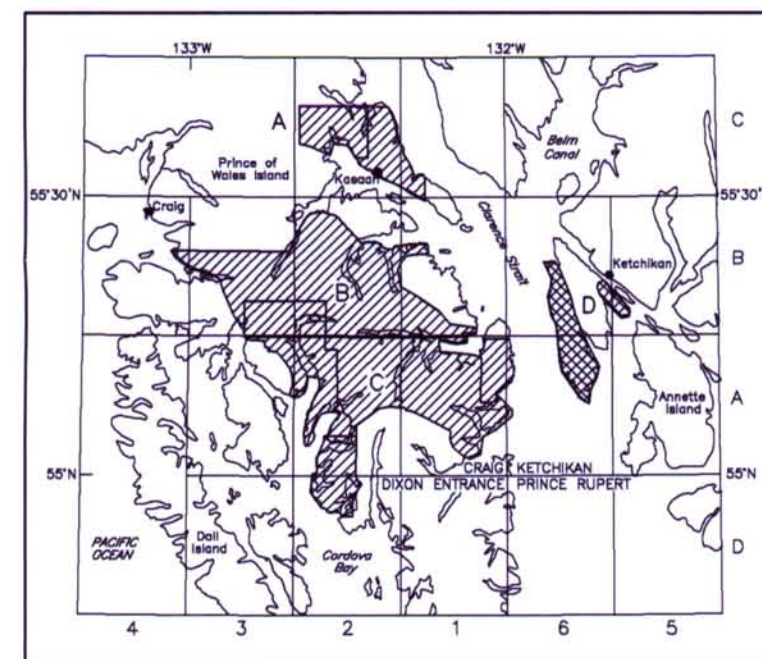 133°W 132°W
A
C
Behm
Canal
Prince of
Wales Island
Kasaan
55°30'N
55°30'N
Craig
Clarence Strait
Ketchikan
B
B
D
C
Annette
Island
A
CRAIG KETCHIKAN
55°N
55°N
DIXON ENTRANCE PRINCE RUPERT
PACIFIC
OCEAN
Dall
Island
Cordova
Bay
D
4 3 2 1 6 5